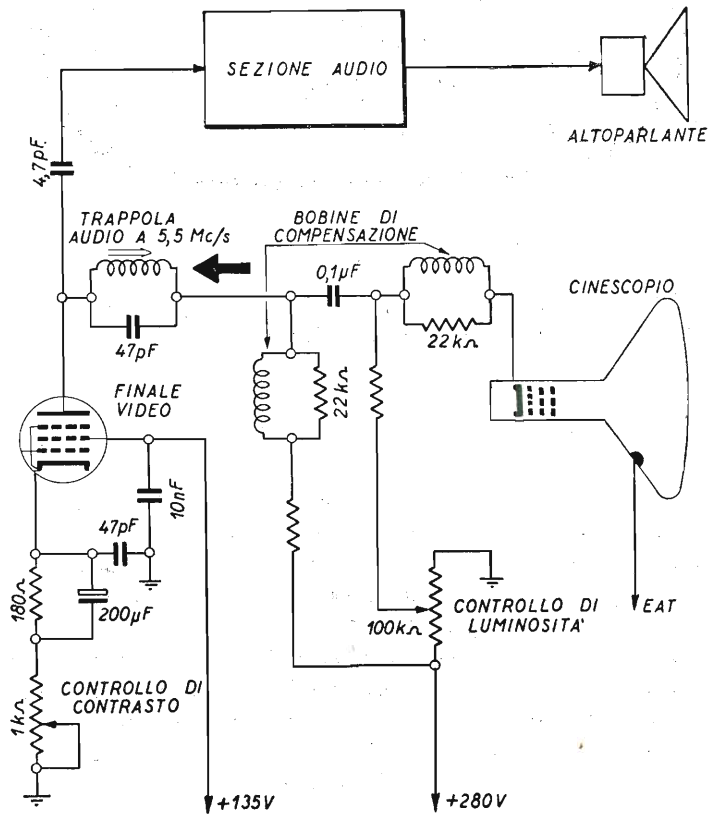 SEZIONE AUDIO
ALTOPARLANTE
4,7pF
TRAPPOLA
AUDIO A 5,5 Mc/s
BOBINE DI
COMPENSAZIONE
0,1µF
CINESCOPIO
47pF
22kΩ
FINALE
VIDEO
22kΩ
10nF
47pF
180Ω
200µF
EAT
CONTROLLO DI
LUMINOSITA'
100kΩ
CONTROLLO DI
CONTRASTO
1kΩ
+135V
+280V